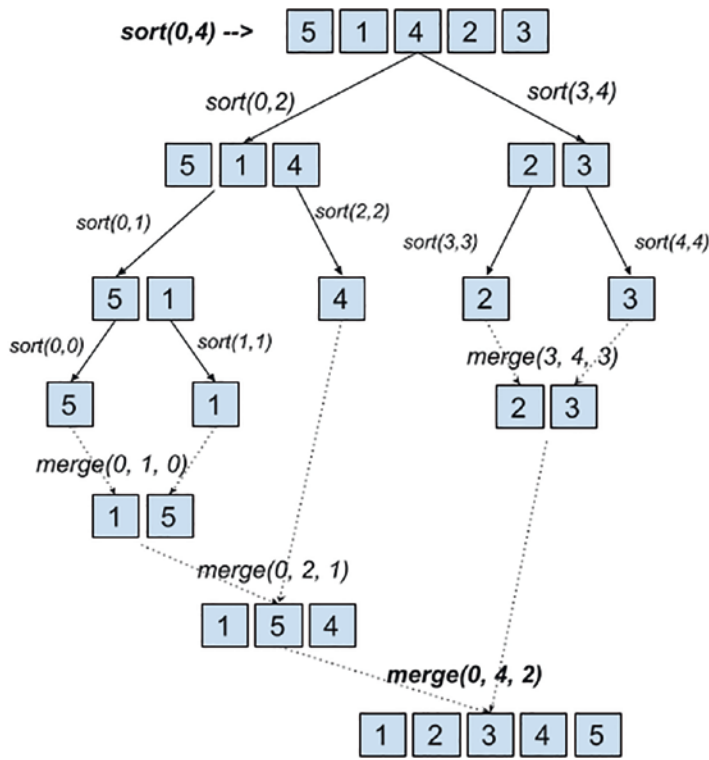 sort(0,4) --> 5 1 4 2 3
sort(0,2) sort(3,4)
5 1 4 2 3
sort(0,1) sort(2,2) sort(3,3) sort(4,4)
5 1 4 2 3
sort(0,0) sort(1,1) merge(3, 4, 3)
5 1 2 3
merge(0, 1, 0)
1 5
merge(0, 2, 1)
1 5 4
merge(0, 4, 2)
1 2 3 4 5